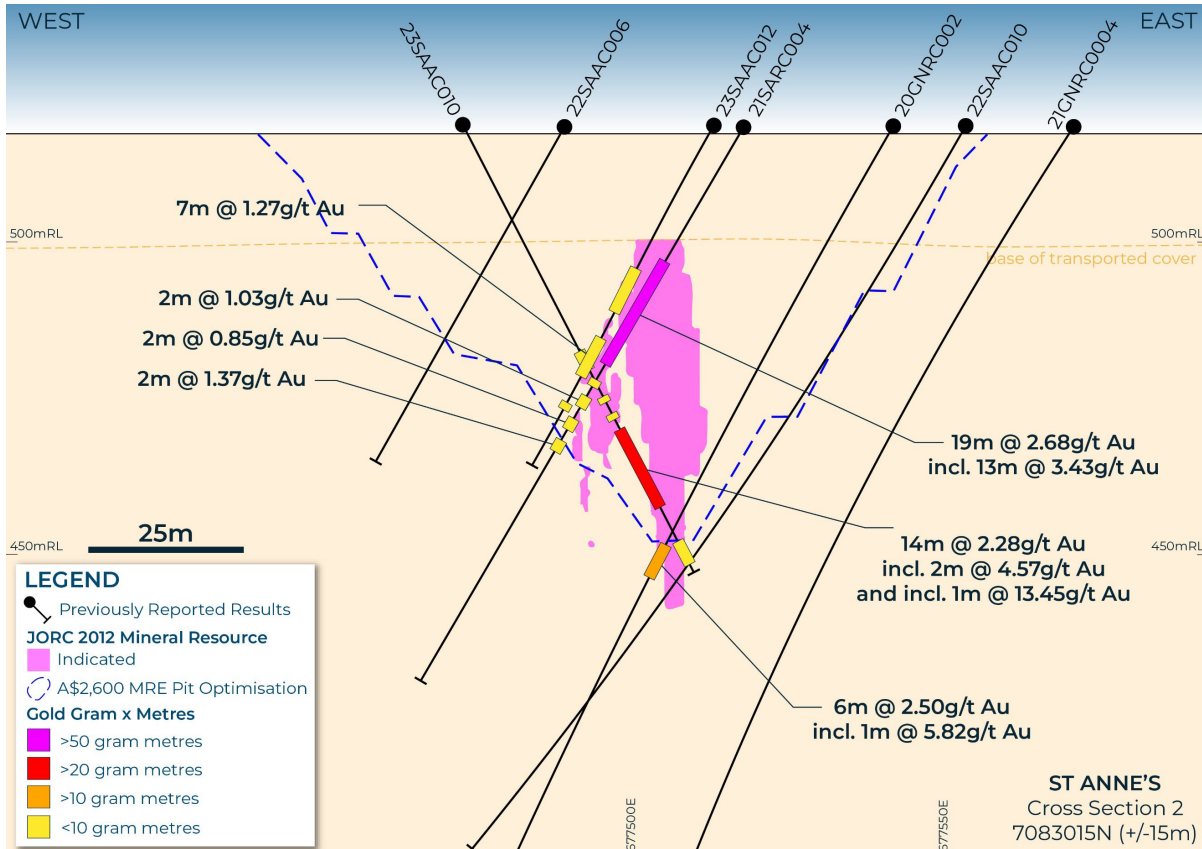 WEST
EAST
23SAAC010
22SAAC006
23SAAC012
21SARC004
20GNRC002
22SAAC010
21GNRC0004
7m @ 1.27g/t Au
500mRL
500mRL
base of transported cover
2m @ 1.03g/t Au
2m @ 0.85g/t Au
2m @ 1.37g/t Au
19m @ 2.68g/t Au
incl. 13m @ 3.43g/t Au
25m
450mRL
450mRL
14m @ 2.28g/t Au
incl. 2m @ 4.57g/t Au
and incl. 1m @ 13.45g/t Au
LEGEND
Previously Reported Results
JORC 2012 Mineral Resource
Indicated
A$2,600 MRE Pit Optimisation
Gold Gram x Metres
>50 gram metres
>20 gram metres
>10 gram metres
<10 gram metres
6m @ 2.50g/t Au
incl. 1m @ 5.82g/t Au
677500E
677550E
ST ANNE'S
Cross Section 2
7083015N (+/-15m)